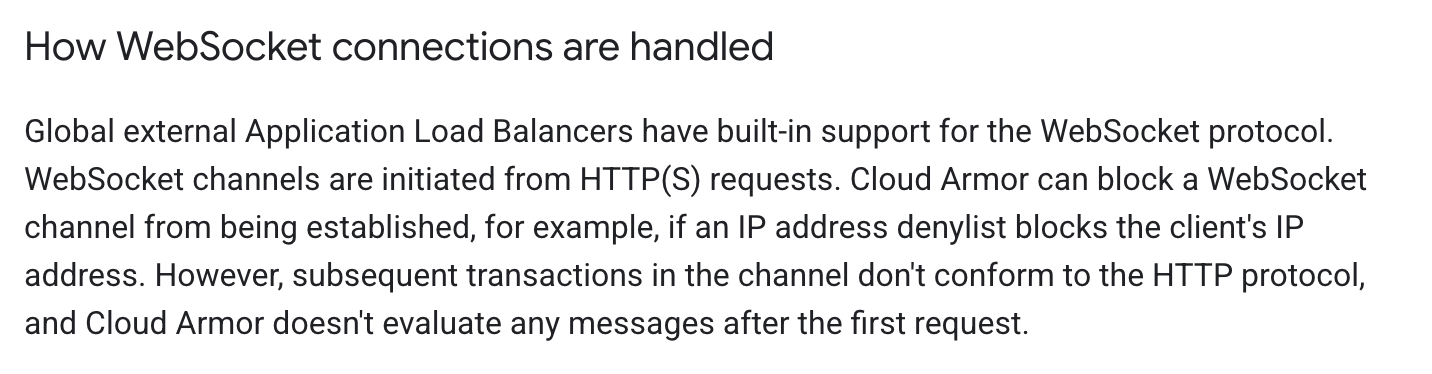 How WebSocket connections are handled
Global external Application Load Balancers have built-in support for the WebSocket protocol.
WebSocket channels are initiated from HTTP(S) requests. Cloud Armor can block a WebSocket
channel from being established, for example, if an IP address denylist blocks the client's IP
address. However, subsequent transactions in the channel don't conform to the HTTP protocol,
and Cloud Armor doesn't evaluate any messages after the first request.